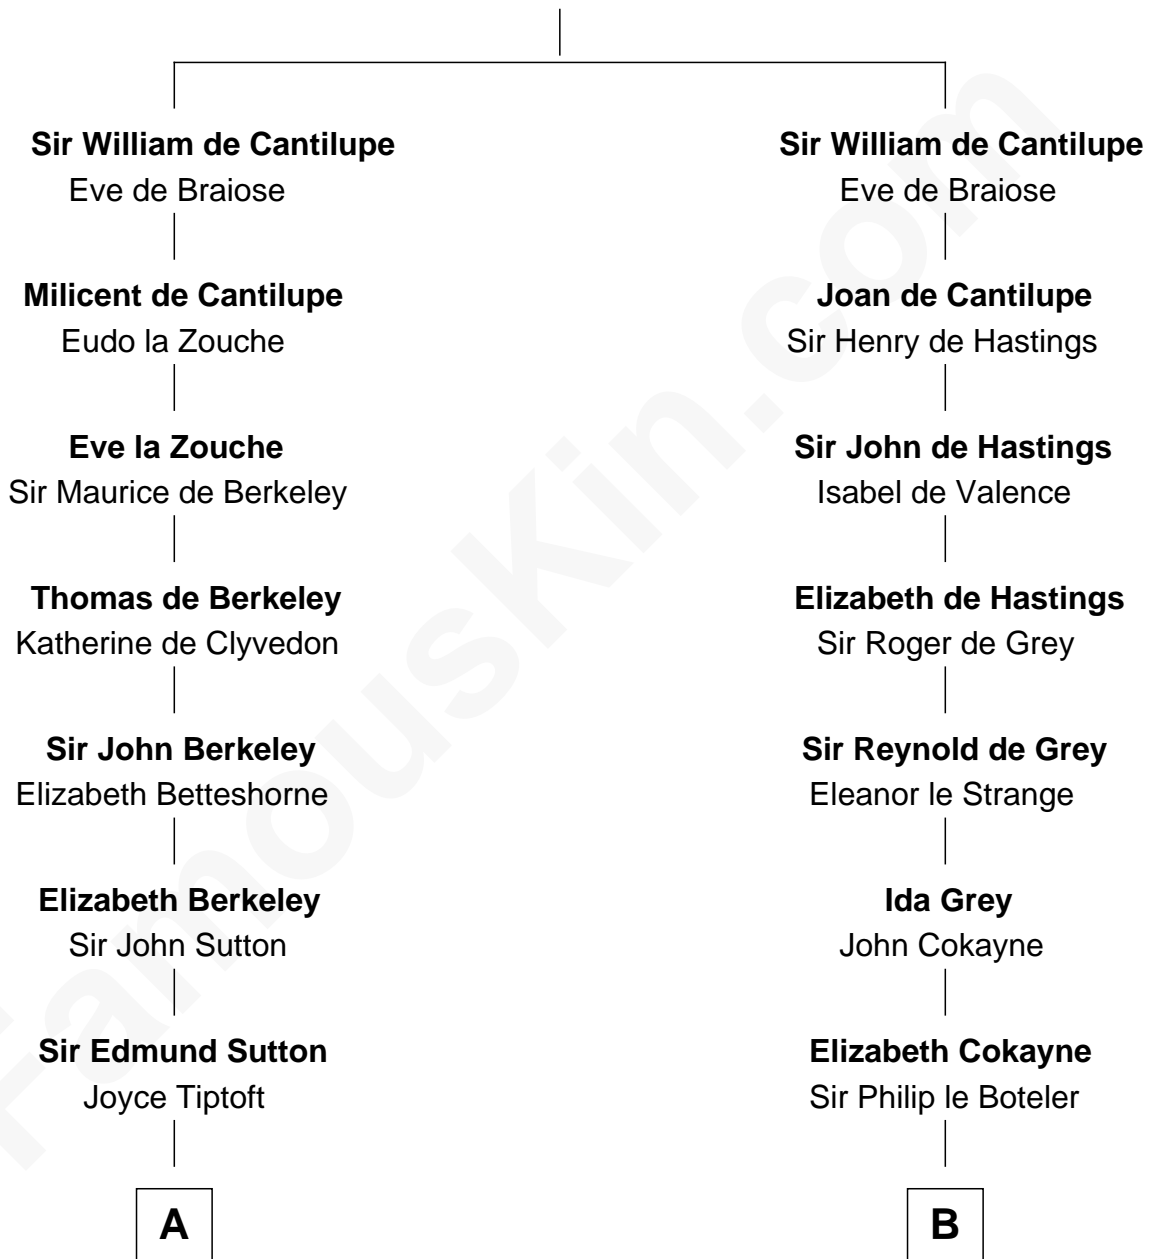 Sir William de Cantilupe
Eve de Braiose
Milicent de Cantilupe
Eudo la Zouche
Eve la Zouche
Sir Maurice de Berkeley
Thomas de Berkeley
Katherine de Clyvedon
Sir John Berkeley
Elizabeth Betteshorne
Elizabeth Berkeley
Sir John Sutton
Sir Edmund Sutton
Joyce Tiptoft
A
Sir William de Cantilupe
Eve de Braiose
Joan de Cantilupe
Sir Henry de Hastings
Sir John de Hastings
Isabel de Valence
Elizabeth de Hastings
Sir Roger de Grey
Sir Reynold de Grey
Eleanor le Strange
Ida Grey
John Cokayne
Elizabeth Cokayne
Sir Philip le Boteler
B
FamousKin.com